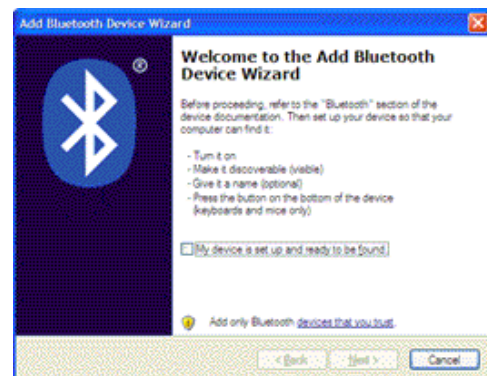 Add Bluetooth Device Wizard
®
Welcome to the Add Bluetooth
Device Wizard
Before proceeding, refer to the "Bluetooth" section of the
device documentation. Then set up your device so that your
computer can find it:
- Turn it on
- Make it discoverable (visible)
- Give it a name (optional)
- Press the button on the bottom of the device
(keyboards and mice only)
My device is set up and ready to be found.
Add only Bluetooth devices that you trust.
< Back Next > Cancel